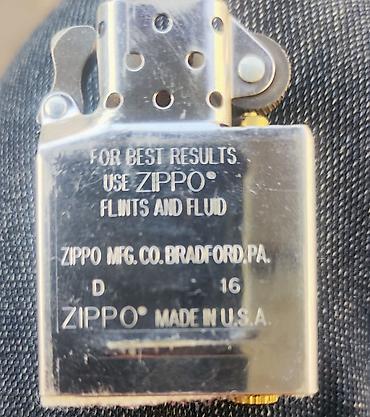 FOR BEST RESULTS
USE ZIPPO®
FLINTS AND FLUID
ZIPPO MFG.CO.BRADFORD,PA.
D 16
ZIPPO® MADE IN U.S.A.